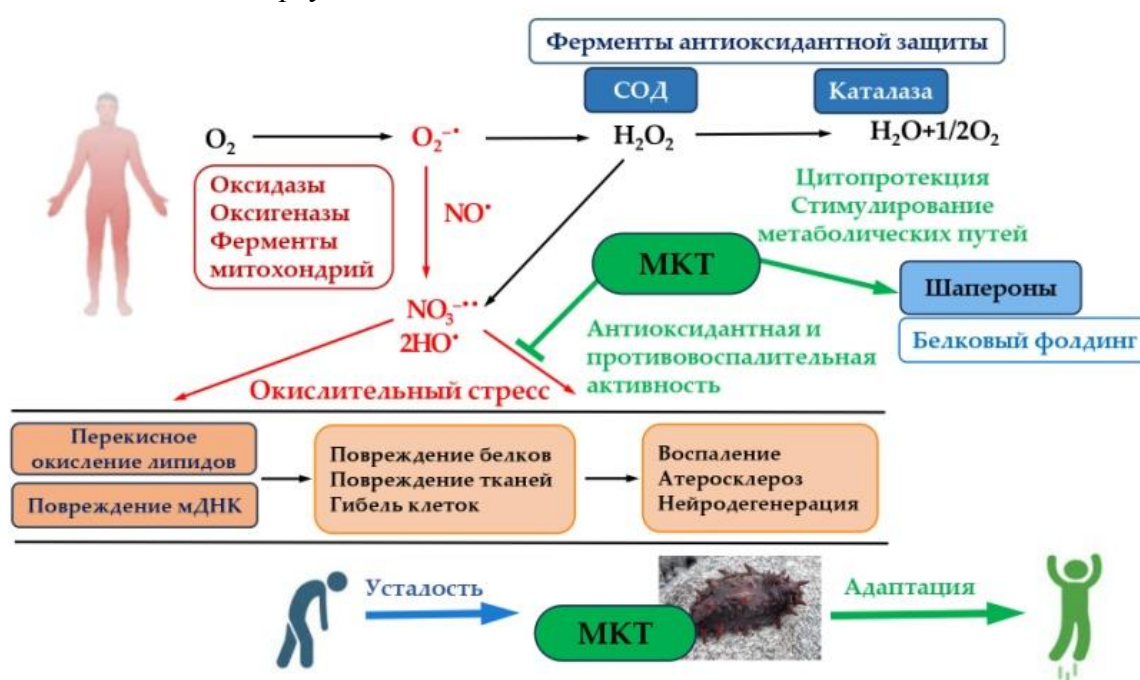 Ферменты антиоксидантной защиты
СОД
Каталаза
O₂
O₂⁻•
H₂O₂
H₂O+1/2O₂
Оксидазы
Оксигеназы
Ферменты
митохондрий
NO•
Цитопротекция
Стимулирование
метаболических путей
МКТ
Шапероны
Белковый фолдинг
NO₃⁻••
2HO•
Антиоксидантная и
противовоспалительная
активность
Окислительный стресс
Перекисное
окисление липидов
Повреждение мДНК
Повреждение белков
Повреждение тканей
Гибель клеток
Воспаление
Атеросклероз
Нейродегенерация
Усталость
МКТ
Адаптация